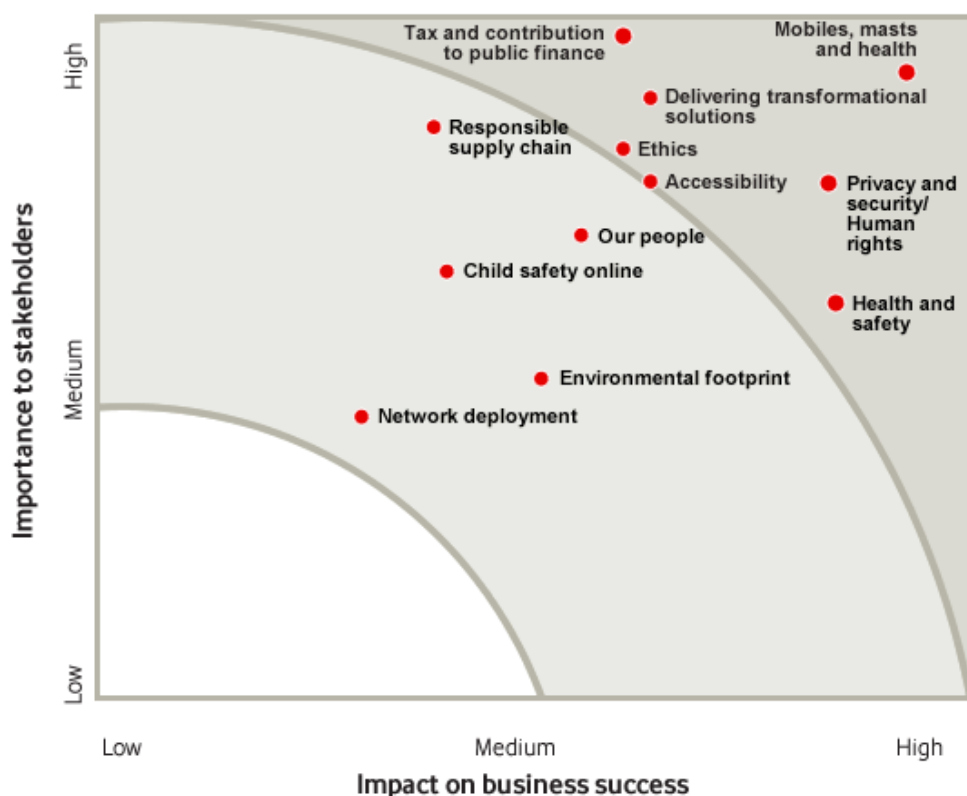 Tax and contribution
to public finance
Mobiles, masts
and health
High
Delivering transformational
solutions
Responsible
supply chain
Ethics
Accessibility
Privacy and
security/
Human
rights
Our people
Child safety online
Health and
safety
Importance to stakeholders
Medium
Environmental footprint
Network deployment
Low
Low
Medium
High
Impact on business success